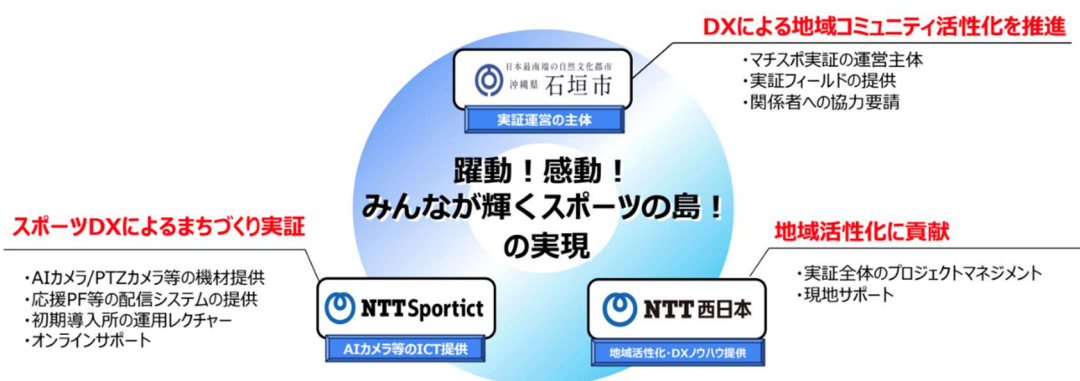 DXによる地域コミュニティ活性化を推進
・マチスポ実証の運営主体
・実証フィールドの提供
・関係者への協力要請
日本最南端の自然文化都市
沖縄県 石垣市
実証運営の主体
躍動！感動！
みんなが輝くスポーツの島！
の実現
スポーツDXによるまちづくり実証
・AIカメラ/PTZカメラ等の機材提供
・応援PF等の配信システムの提供
・初期導入所の運用レクチャー
・オンラインサポート
NTTSportict
AIカメラ等のICT提供
地域活性化に貢献
・実証全体のプロジェクトマネジメント
・現地サポート
NTT西日本
地域活性化・DXノウハウ提供